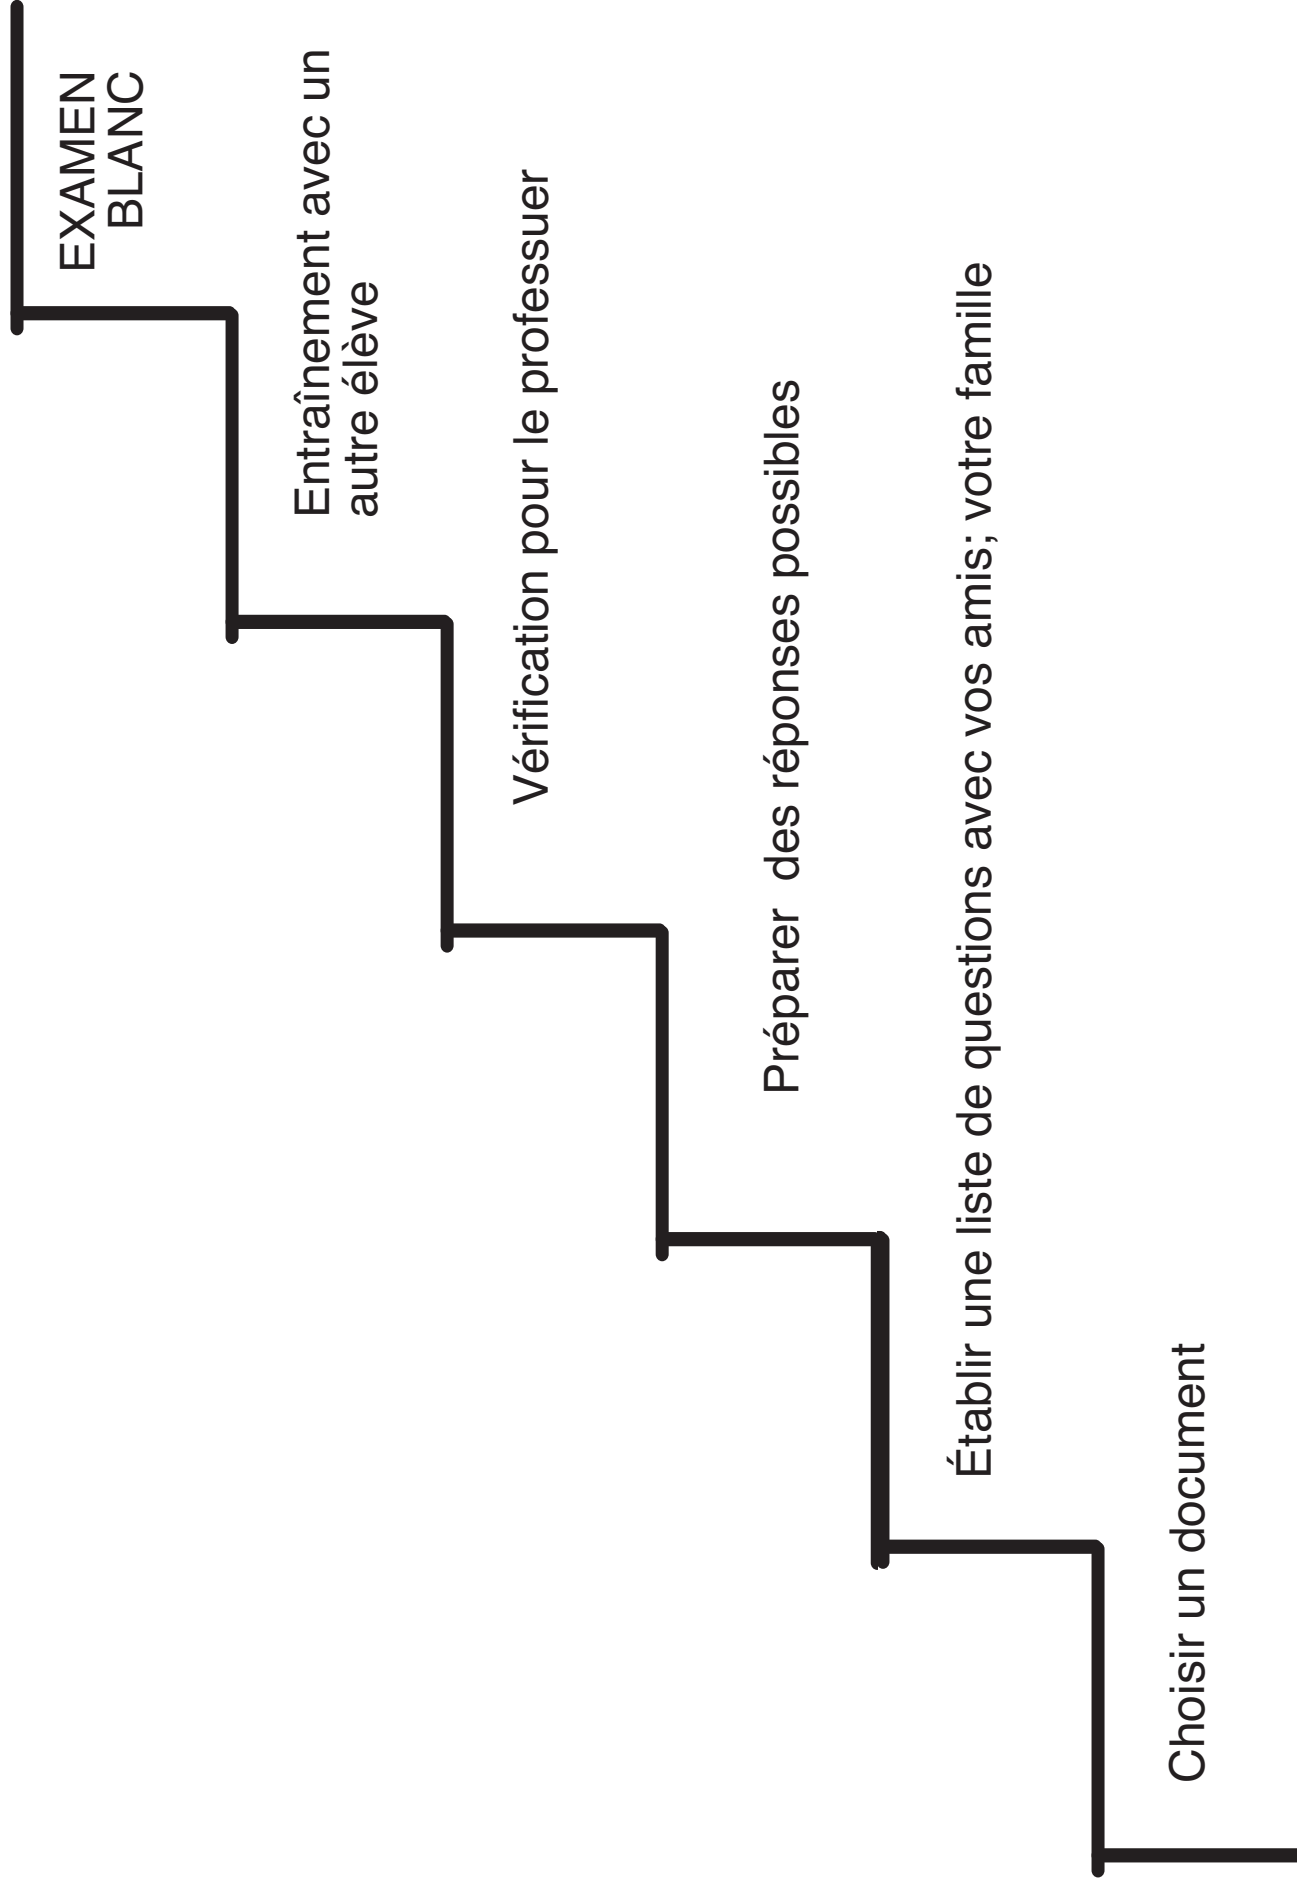 EXAMEN
BLANC
Entraînement avec un
autre élève
Vérification pour le professuer
Préparer  des réponses possibles
Établir une liste de questions avec vos amis; votre famille
Choisir un document